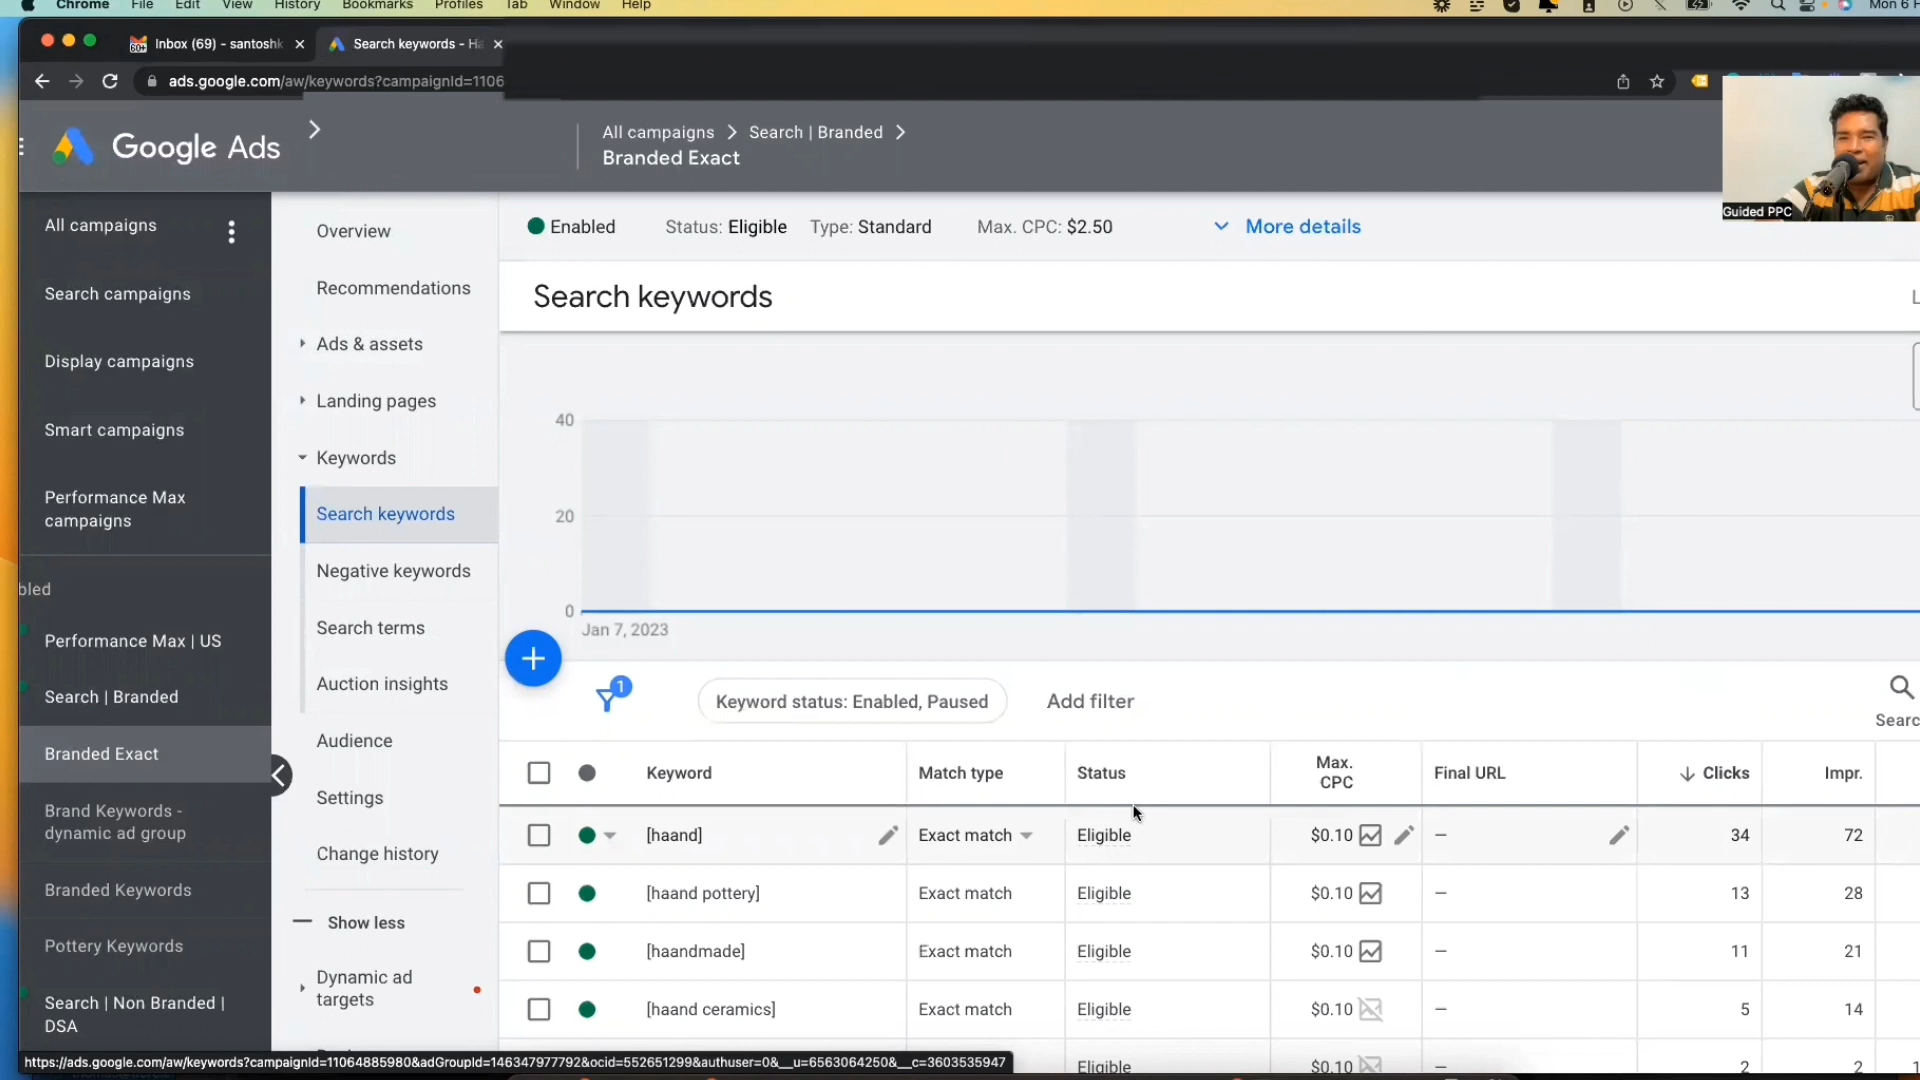 Chrome File Edit View History Bookmarks Profiles Tab Window Help
Mon 6
Inbox (69) - santoshk
Search keywords - Ha
ads.google.com/aw/keywords?campaignId=1106
Google Ads
All campaigns > Search | Branded >
Branded Exact
Guided PPC
All campaigns
Search campaigns
Display campaigns
Smart campaigns
Performance Max
campaigns
bled
Performance Max | US
Search | Branded
Branded Exact
Brand Keywords -
dynamic ad group
Branded Keywords
Pottery Keywords
Search | Non Branded |
DSA
Overview
Recommendations
Ads & assets
Landing pages
Keywords
Search keywords
Negative keywords
Search terms
Auction insights
Audience
Settings
Change history
Show less
Dynamic ad
targets
Enabled Status: Eligible Type: Standard Max. CPC: $2.50 More details
Search keywords
40
20
0
Jan 7, 2023
1
Keyword status: Enabled, Paused Add filter
Searc
Keyword Match type Status Max. CPC Final URL Clicks Impr.
[haand] Exact match Eligible $0.10 — 34 72
[haand pottery] Exact match Eligible $0.10 — 13 28
[haandmade] Exact match Eligible $0.10 — 11 21
[haand ceramics] Exact match Eligible $0.10 — 5 14
Eligible $0.10 2 2
https://ads.google.com/aw/keywords?campaignId=11064885980&adGroupId=146347977792&ocid=552651299&authuser=0&__u=6563064250&__c=3603535947